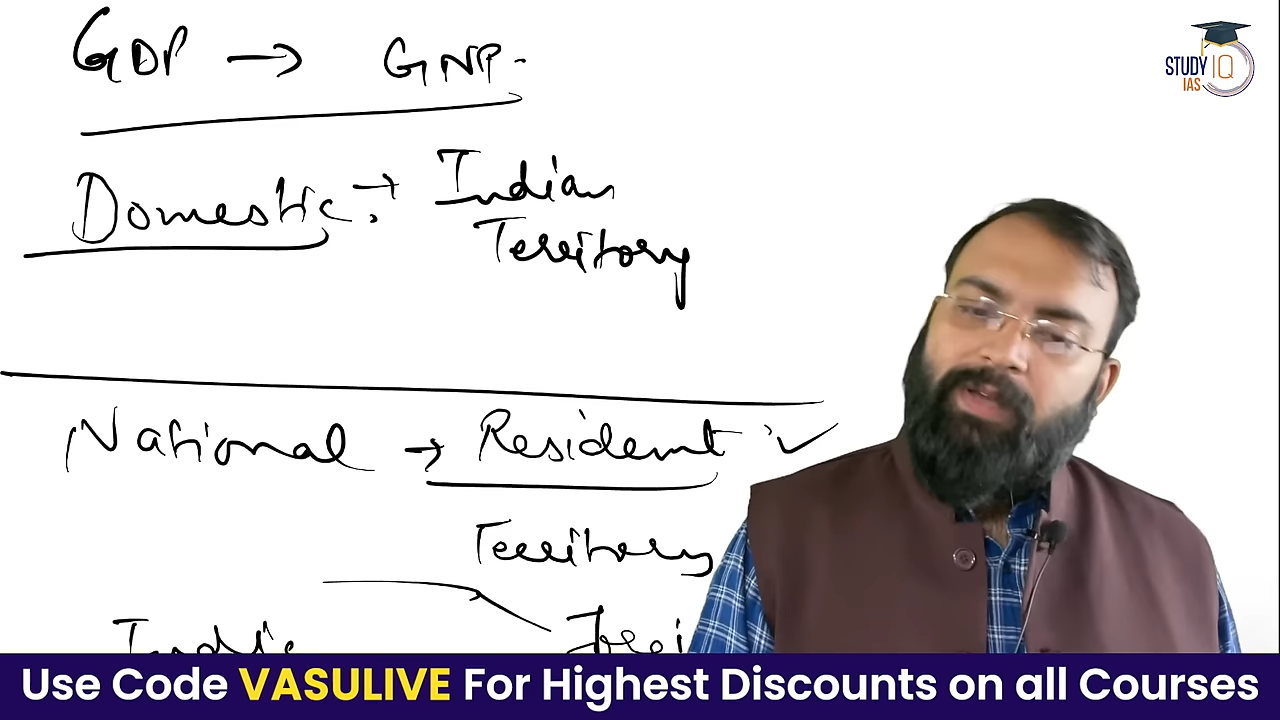 GDP → GNP.
STUDY IQ
IAS
Domestic. → Indian
Territory
National → Resident ✓
Territory
India
Use Code VASULIVE For Highest Discounts on all Courses